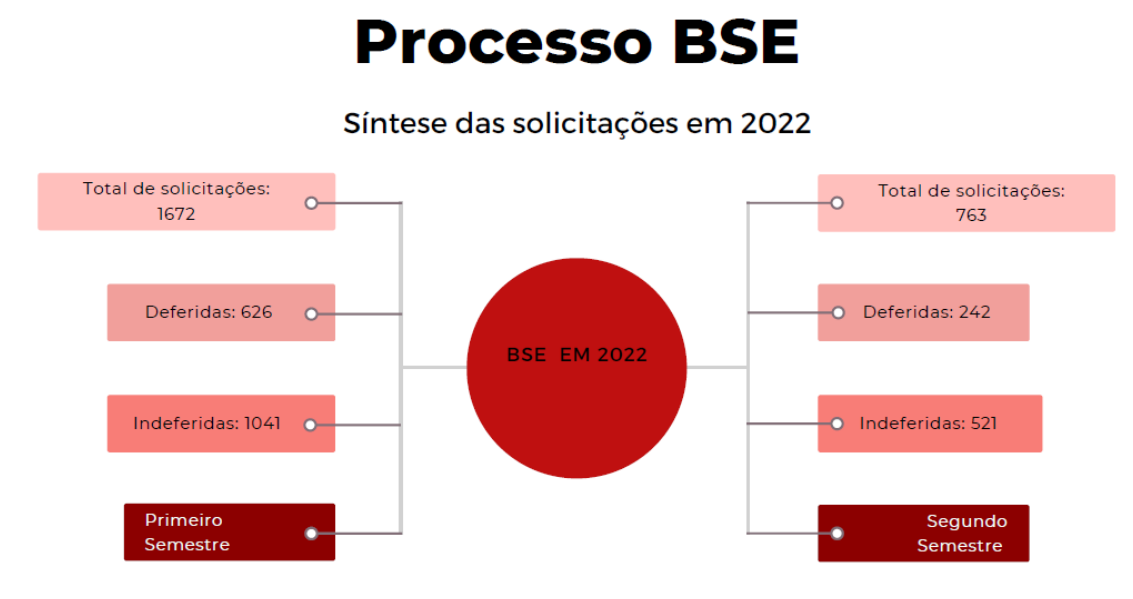 Processo BSE
Síntese das solicitações em 2022
Total de solicitações:
1672
Deferidas: 626
Indeferidas: 1041
Primeiro
Semestre
BSE EM 2022
Total de solicitações:
763
Deferidas: 242
Indeferidas: 521
Segundo
Semestre